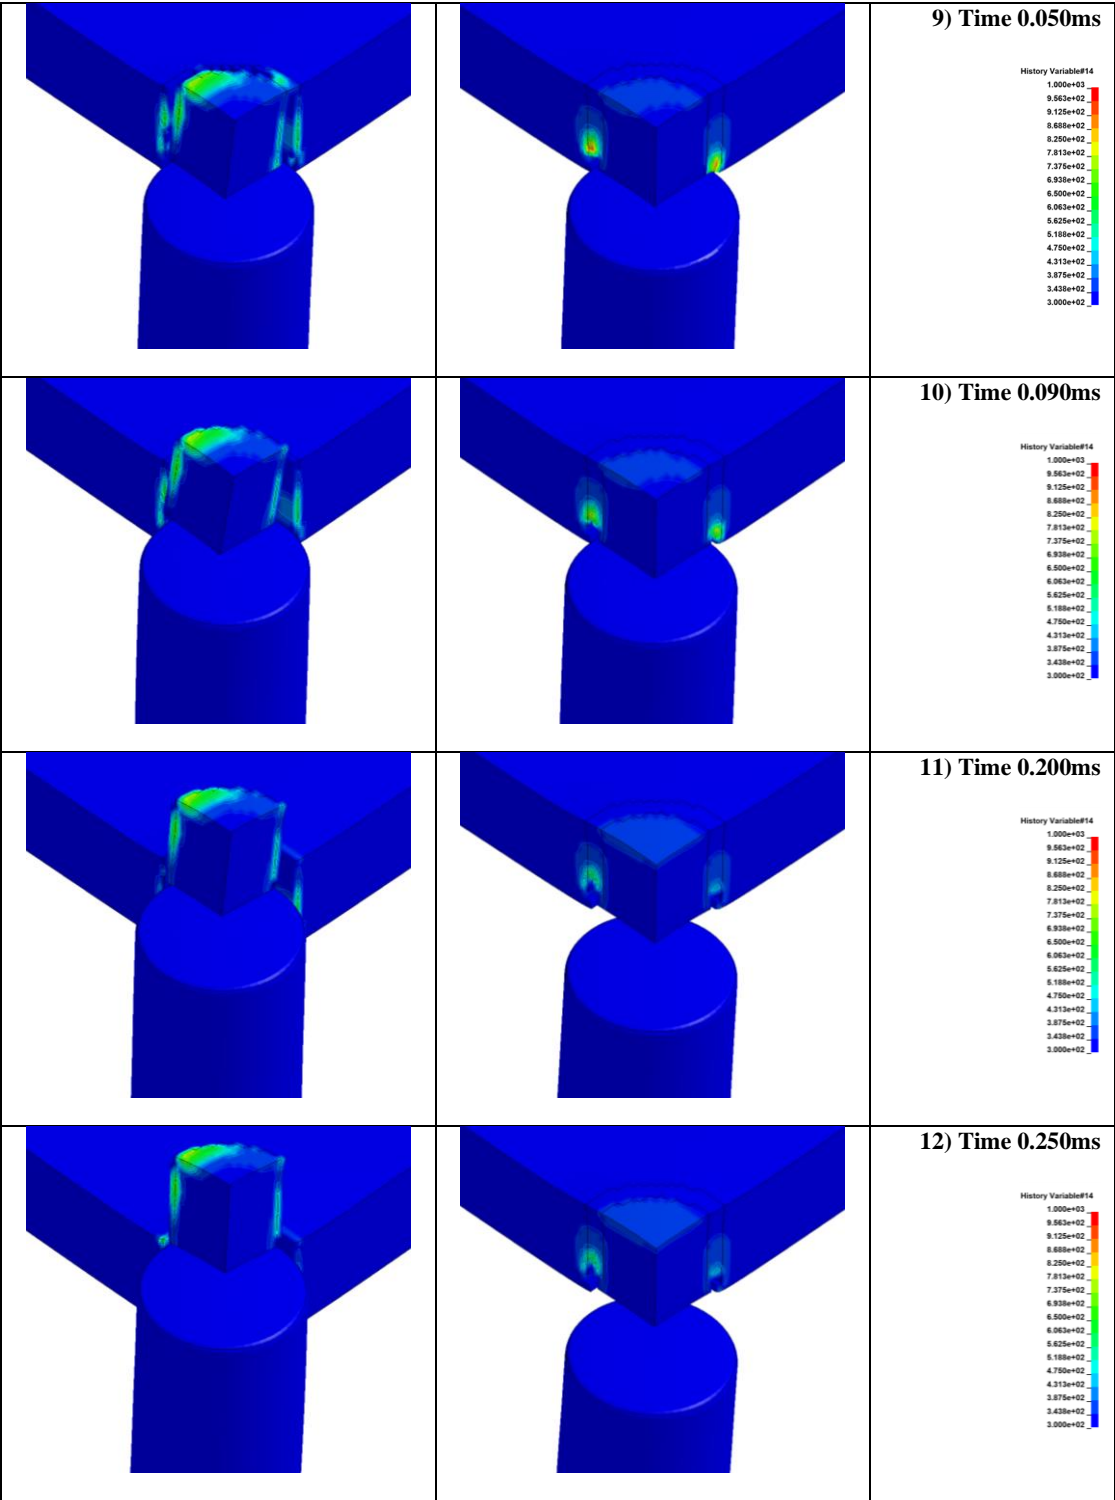 9) Time 0.050ms
History Variable#14
1.000e+03
9.563e+02
9.125e+02
8.688e+02
8.250e+02
7.813e+02
7.375e+02
6.938e+02
6.500e+02
6.063e+02
5.625e+02
5.188e+02
4.750e+02
4.313e+02
3.875e+02
3.438e+02
3.000e+02
10) Time 0.090ms
History Variable#14
1.000e+03
9.563e+02
9.125e+02
8.688e+02
8.250e+02
7.813e+02
7.375e+02
6.938e+02
6.500e+02
6.063e+02
5.625e+02
5.188e+02
4.750e+02
4.313e+02
3.875e+02
3.438e+02
3.000e+02
11) Time 0.200ms
History Variable#14
1.000e+03
9.563e+02
9.125e+02
8.688e+02
8.250e+02
7.813e+02
7.375e+02
6.938e+02
6.500e+02
6.063e+02
5.625e+02
5.188e+02
4.750e+02
4.313e+02
3.875e+02
3.438e+02
3.000e+02
12) Time 0.250ms
History Variable#14
1.000e+03
9.563e+02
9.125e+02
8.688e+02
8.250e+02
7.813e+02
7.375e+02
6.938e+02
6.500e+02
6.063e+02
5.625e+02
5.188e+02
4.750e+02
4.313e+02
3.875e+02
3.438e+02
3.000e+02